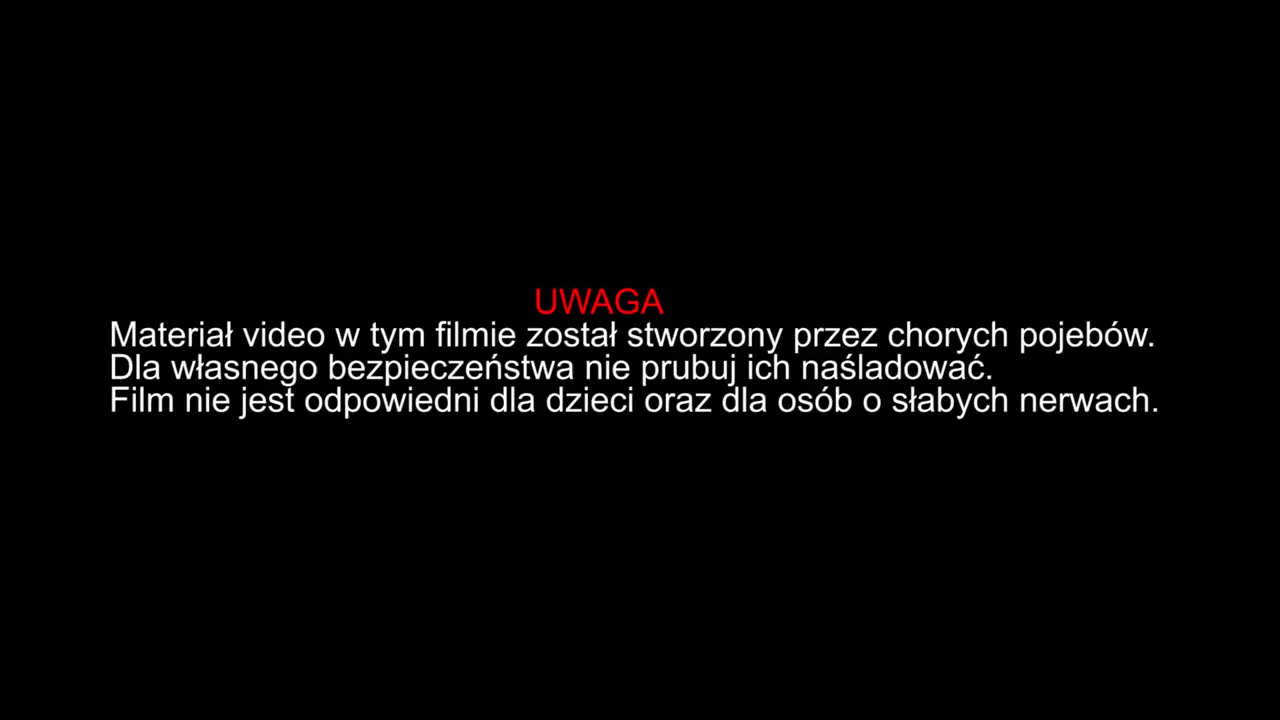 UWAGA
Materiał video w tym filmie został stworzony przez chorych pojebów.
Dla własnego bezpieczeństwa nie prubuj ich naśladować.
Film nie jest odpowiedni dla dzieci oraz dla osób o słabych nerwach.